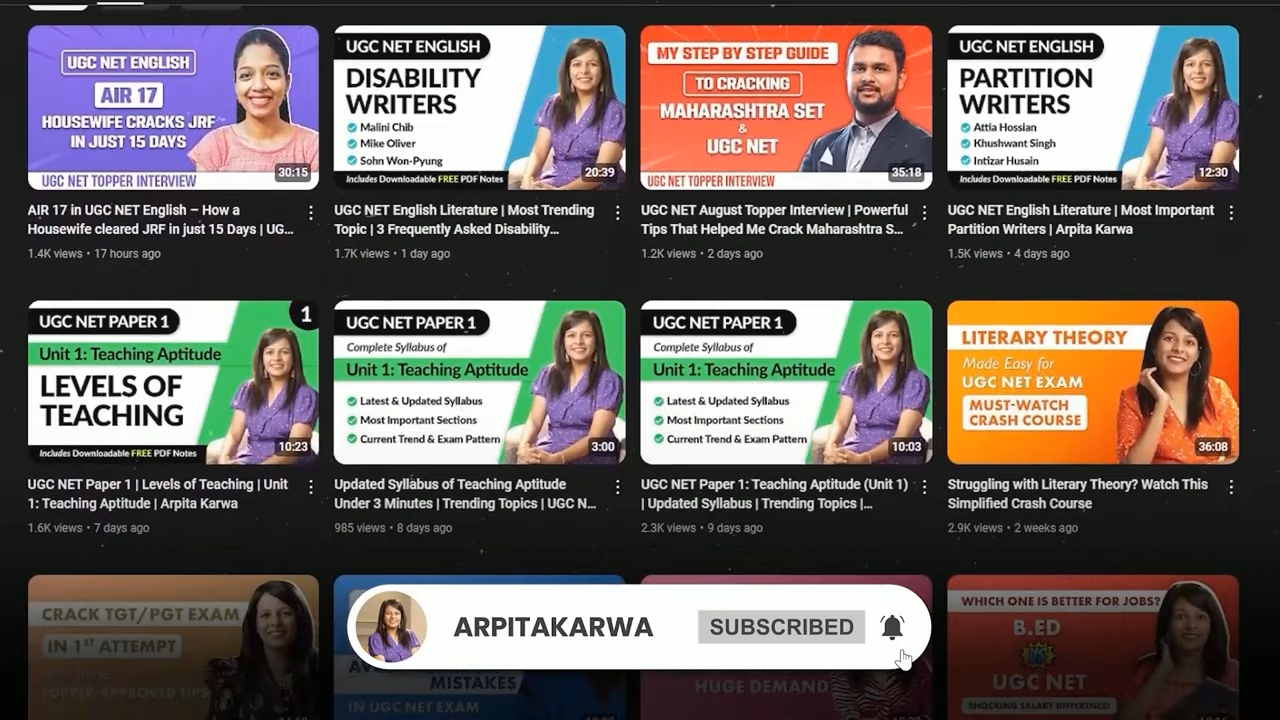 UGC NET ENGLISH
AIR 17
HOUSEWIFE CRACKS JRF
IN JUST 15 DAYS
30:15
UGC NET TOPPER INTERVIEW
AIR 17 in UGC NET English – How a
Housewife cleared JRF in just 15 Days | UG...
1.4K views • 17 hours ago
UGC NET ENGLISH
DISABILITY
WRITERS
Malini Chib
Mike Oliver
Sohn Won-Pyung
20:39
Includes Downloadable FREE PDF Notes
UGC NET English Literature | Most Trending
Topic | 3 Frequently Asked Disability...
1.7K views • 1 day ago
MY STEP BY STEP GUIDE
TO CRACKING
MAHARASHTRA SET
&
UGC NET
35:18
UGC NET TOPPER INTERVIEW
UGC NET August Topper Interview | Powerful
Tips That Helped Me Crack Maharashtra S...
1.2K views • 2 days ago
UGC NET ENGLISH
PARTITION
WRITERS
Attia Hossian
Khushwant Singh
Intizar Husain
12:30
Includes Downloadable FREE PDF Notes
UGC NET English Literature | Most Important
Partition Writers | Arpita Karwa
1.5K views • 4 days ago
UGC NET PAPER 1
1
Unit 1: Teaching Aptitude
LEVELS OF
TEACHING
10:23
Includes Downloadable FREE PDF Notes
UGC NET Paper 1 | Levels of Teaching | Unit
1: Teaching Aptitude | Arpita Karwa
1.6K views • 7 days ago
UGC NET PAPER 1
Complete Syllabus of
Unit 1: Teaching Aptitude
Latest & Updated Syllabus
Most Important Sections
Current Trend & Exam Pattern
3:00
Updated Syllabus of Teaching Aptitude
Under 3 Minutes | Trending Topics | UGC N...
985 views • 8 days ago
UGC NET PAPER 1
Complete Syllabus of
Unit 1: Teaching Aptitude
Latest & Updated Syllabus
Most Important Sections
Current Trend & Exam Pattern
10:03
UGC NET Paper 1: Teaching Aptitude (Unit 1)
| Updated Syllabus | Trending Topics |...
2.3K views • 9 days ago
LITERARY THEORY
Made Easy for
UGC NET EXAM
MUST-WATCH
CRASH COURSE
36:08
Struggling with Literary Theory? Watch This
Simplified Crash Course
2.9K views • 2 weeks ago
CRACK TGT/PGT EXAM
IN 1ST ATTEMPT
TOPPER-APPROVED TIPS
MISTAKES
IN UGC NET EXAM
HUGE DEMAND
WHICH ONE IS BETTER FOR JOBS?
B.ED
VS
UGC NET
SHOCKING SALARY DIFFERENCE!
ARPITAKARWA
SUBSCRIBED